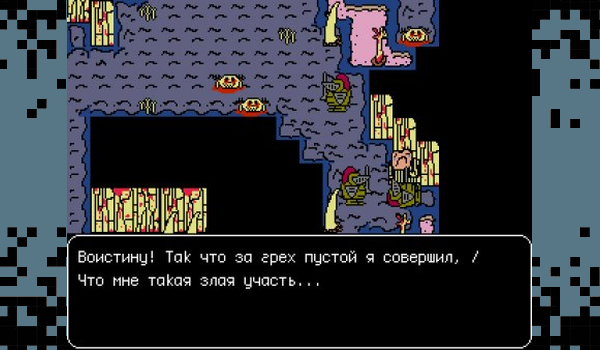 Воистину! Так что за грех пустой я совершил, /
Что мне такая злая участь...